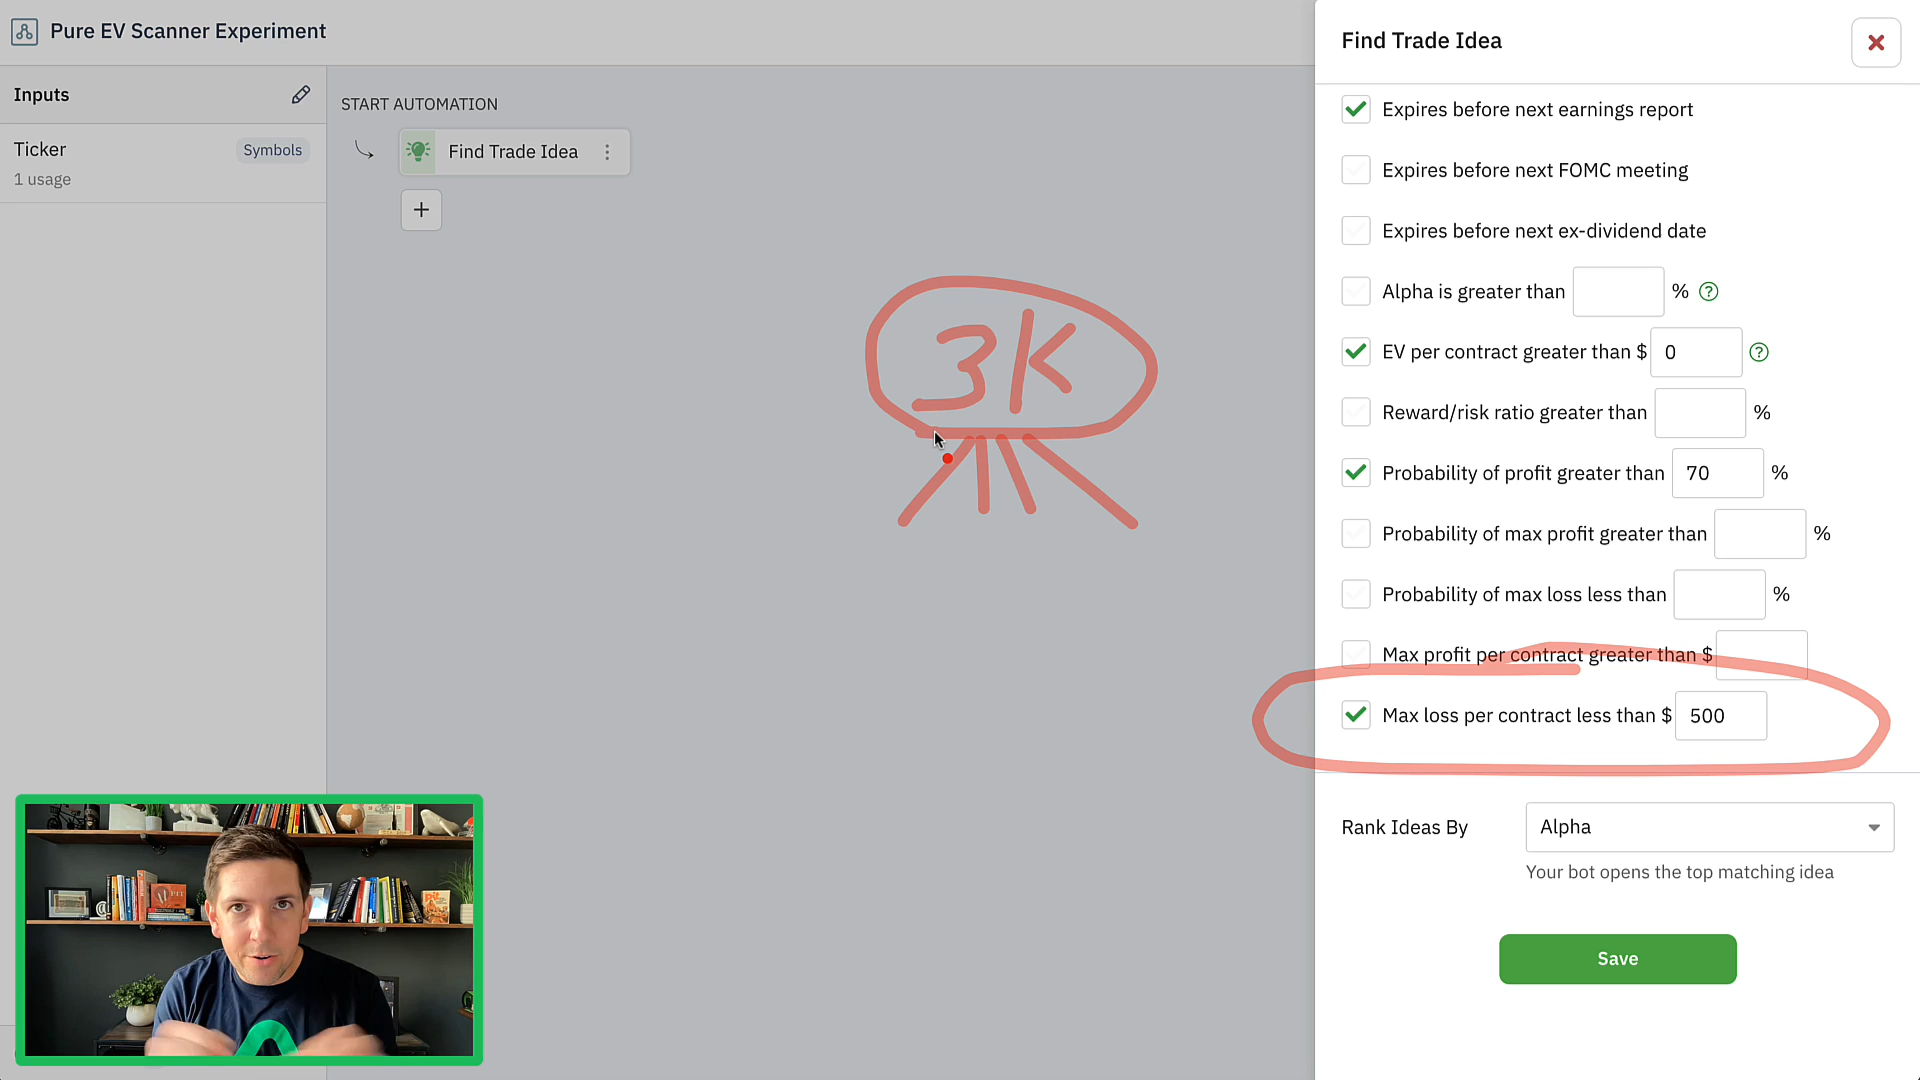 Pure EV Scanner Experiment
Inputs
Ticker
Symbols
1 usage
START AUTOMATION
Find Trade Idea
3K
Find Trade Idea
Expires before next earnings report
Expires before next FOMC meeting
Expires before next ex-dividend date
Alpha is greater than %
EV per contract greater than $ 0
Reward/risk ratio greater than %
Probability of profit greater than 70 %
Probability of max profit greater than %
Probability of max loss less than %
Max profit per contract greater than $
Max loss per contract less than $ 500
Rank Ideas By Alpha
Your bot opens the top matching idea
Save